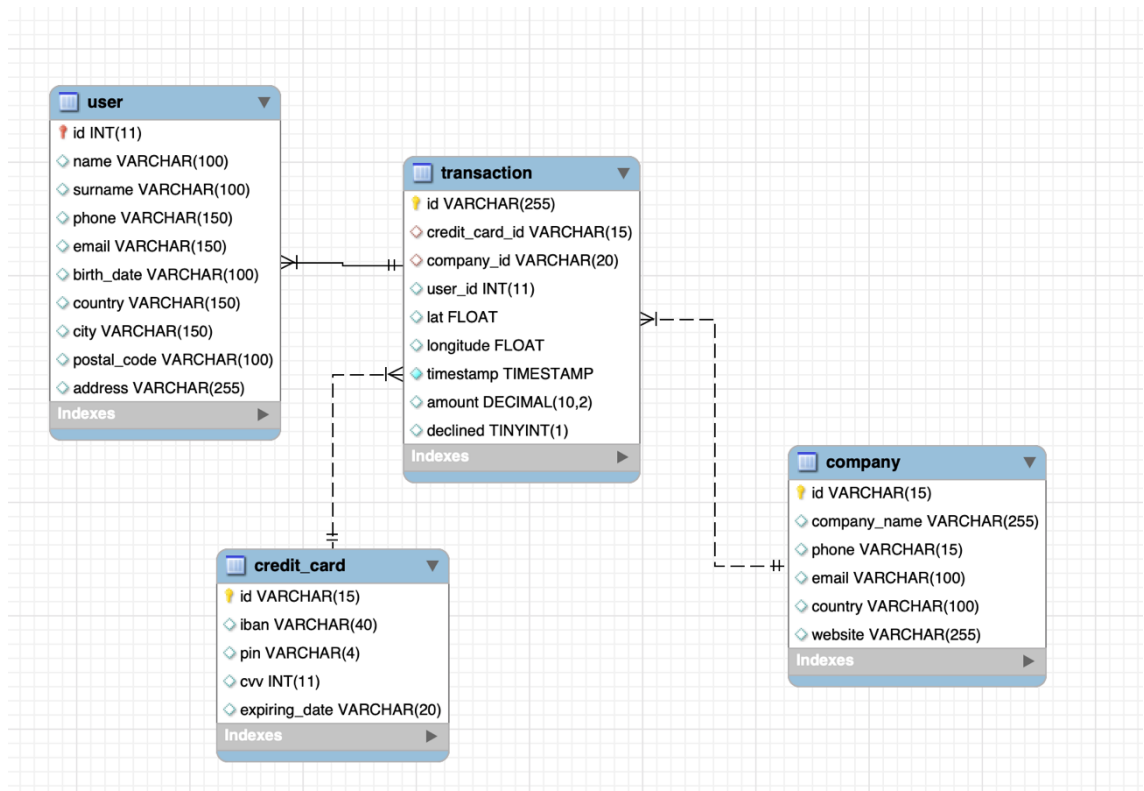 user
id INT(11)
name VARCHAR(100)
surname VARCHAR(100)
phone VARCHAR(150)
email VARCHAR(150)
birth_date VARCHAR(100)
country VARCHAR(150)
city VARCHAR(150)
postal_code VARCHAR(100)
address VARCHAR(255)
Indexes
transaction
id VARCHAR(255)
credit_card_id VARCHAR(15)
company_id VARCHAR(20)
user_id INT(11)
lat FLOAT
longitude FLOAT
timestamp TIMESTAMP
amount DECIMAL(10,2)
declined TINYINT(1)
Indexes
company
id VARCHAR(15)
company_name VARCHAR(255)
phone VARCHAR(15)
email VARCHAR(100)
country VARCHAR(100)
website VARCHAR(255)
Indexes
credit_card
id VARCHAR(15)
iban VARCHAR(40)
pin VARCHAR(4)
cvv INT(11)
expiring_date VARCHAR(20)
Indexes